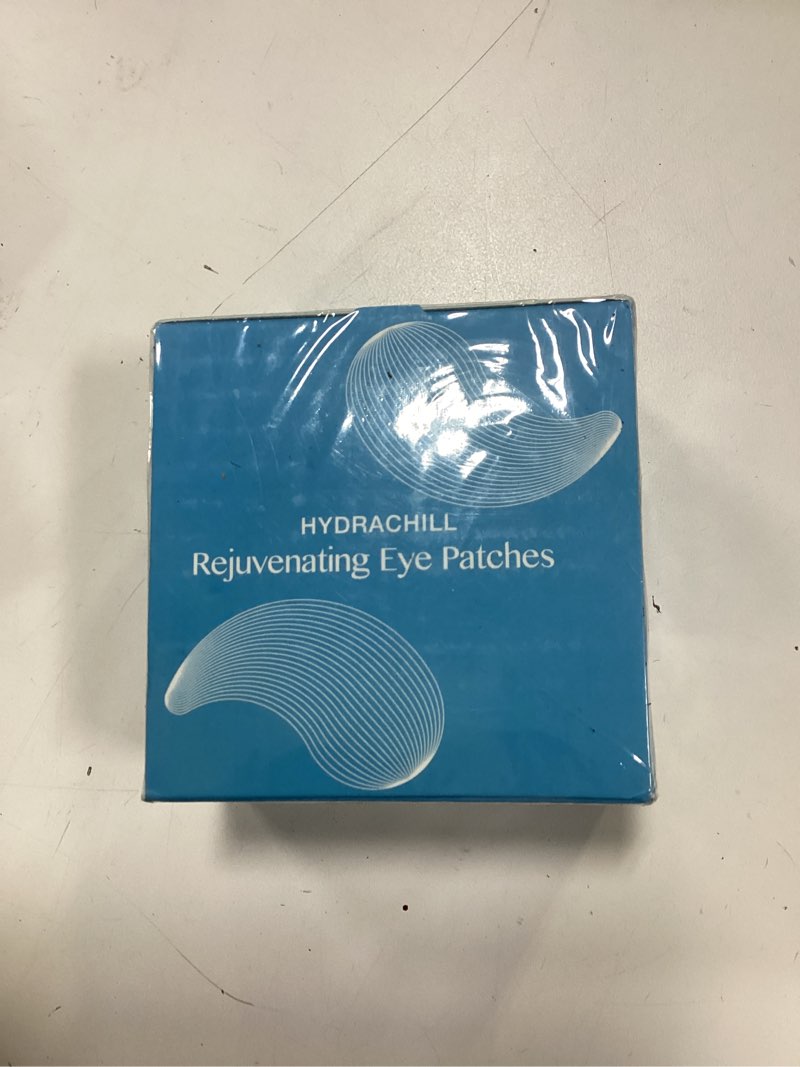 HYDRACHILL
Rejuvenating Eye Patches